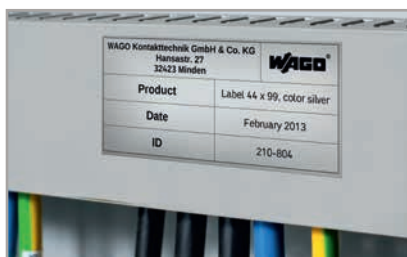 WAGO Kontakttechnik GmbH & Co. KG
Hansastr. 27
32423 Minden
WAGO®
Product Label 44 x 99, color silver
Date February 2013
ID 210-804